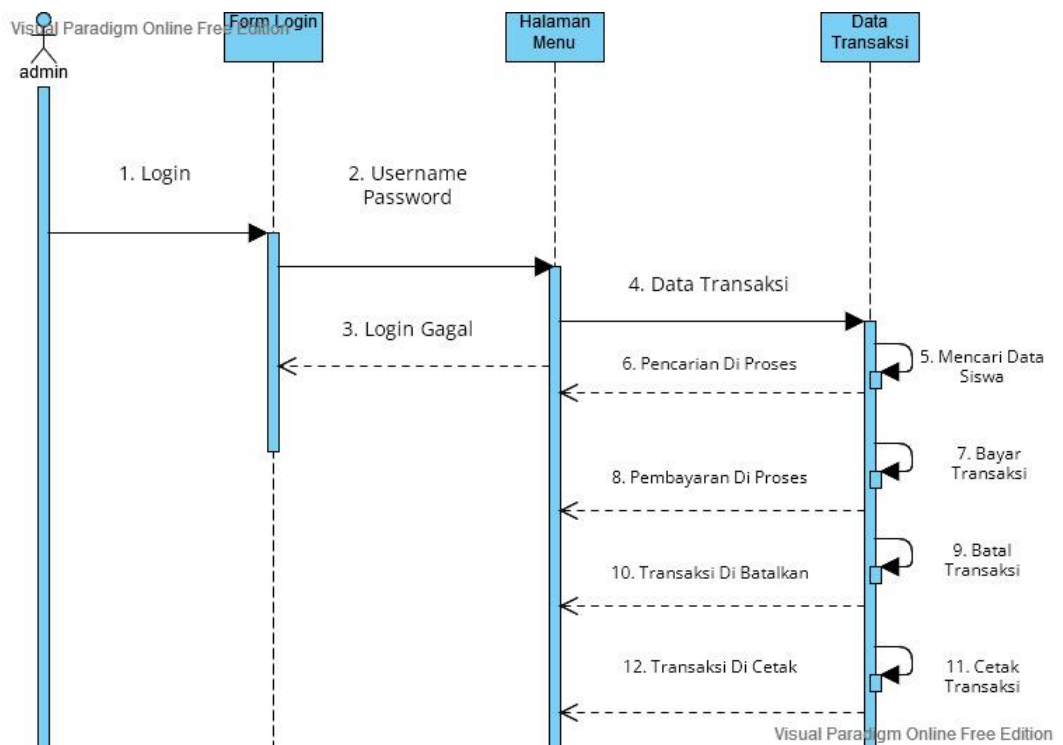 Visual Paradigm Online Free Edition
admin
Form Login
Halaman
Menu
Data
Transaksi
1. Login
2. Username
Password
3. Login Gagal
4. Data Transaksi
5. Mencari Data
Siswa
6. Pencarian Di Proses
7. Bayar
Transaksi
8. Pembayaran Di Proses
9. Batal
Transaksi
10. Transaksi Di Batalkan
11. Cetak
Transaksi
12. Transaksi Di Cetak
Visual Paradigm Online Free Edition